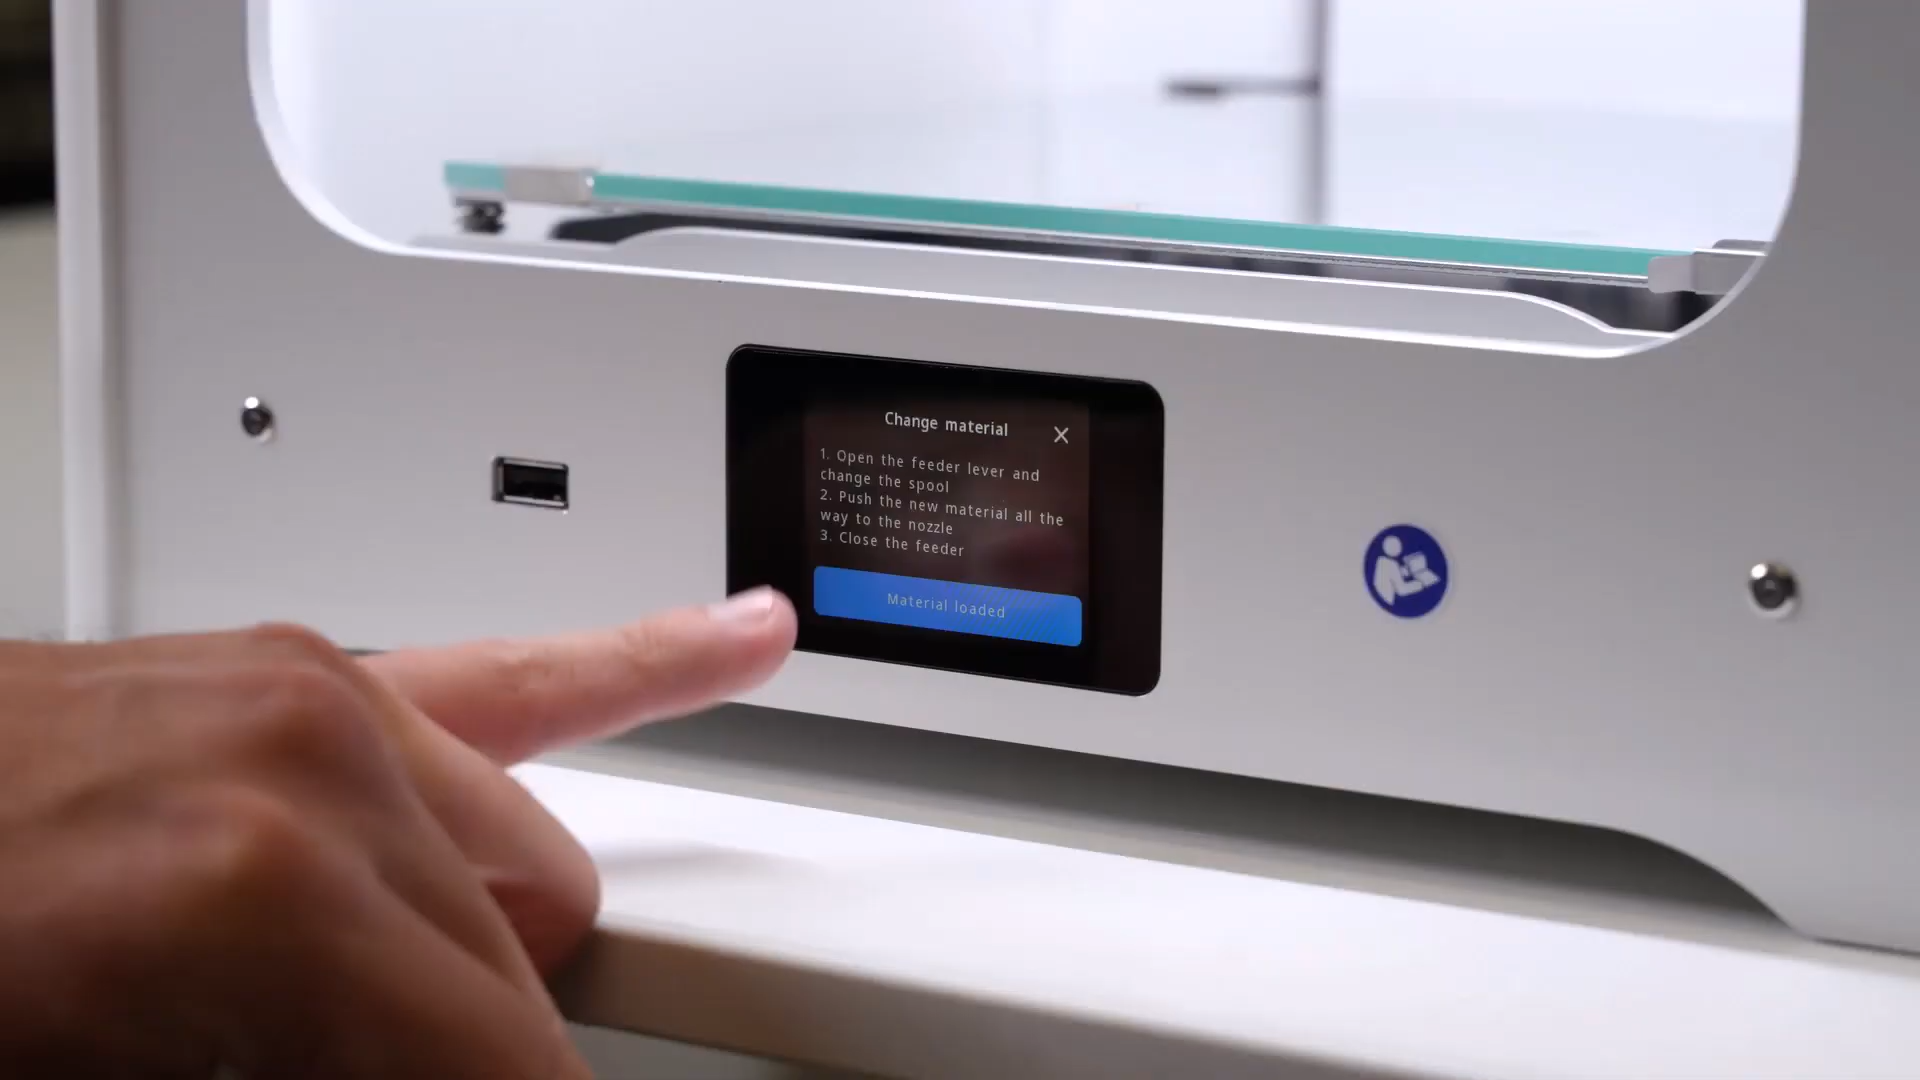 Change material
1. Open the feeder lever and
change the spool
2. Push the new material all the
way to the nozzle
3. Close the feeder
Material loaded